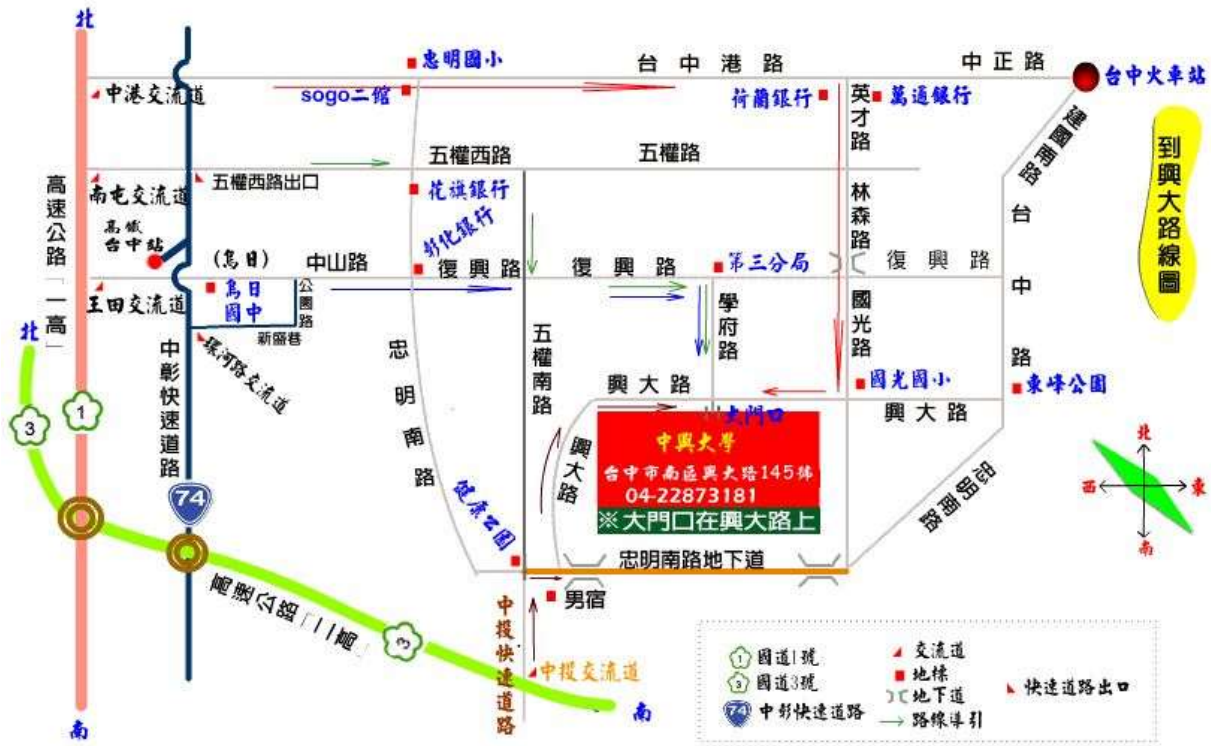 北
忠明國小
台中港路
中正路
台中火車站
中港交流道
sogo二館
荷蘭銀行
英才路
萬通銀行
建國南路
到興大路線圖
五權西路
五權路
高速公路「一高」
南屯交流道
五權西路出口
花旗銀行
林森路
台中路
高鐵
台中站
彰化銀行
(烏日)
中山路
復興路
復興路
第三分局
復興路
王田交流道
烏日
國中
公園路
新盛巷
學府路
國光路
北
中彰快速道路
環河路交流道
忠明南路
五權南路
興大路
國光國小
東峰公園
大門口
興大路
3
1
中興大學
台中市南區興大路145號
04-22873181
※大門口在興大路上
興大路
忠明南路
北
西
東
南
74
健康公園
忠明南路地下道
高速公路「二高」
男宿
3
中投快速道路
中投交流道
南
南
1
國道1號
3
國道3號
74
中彰快速道路
交流道
地標
地下道
路線導引
快速道路出口